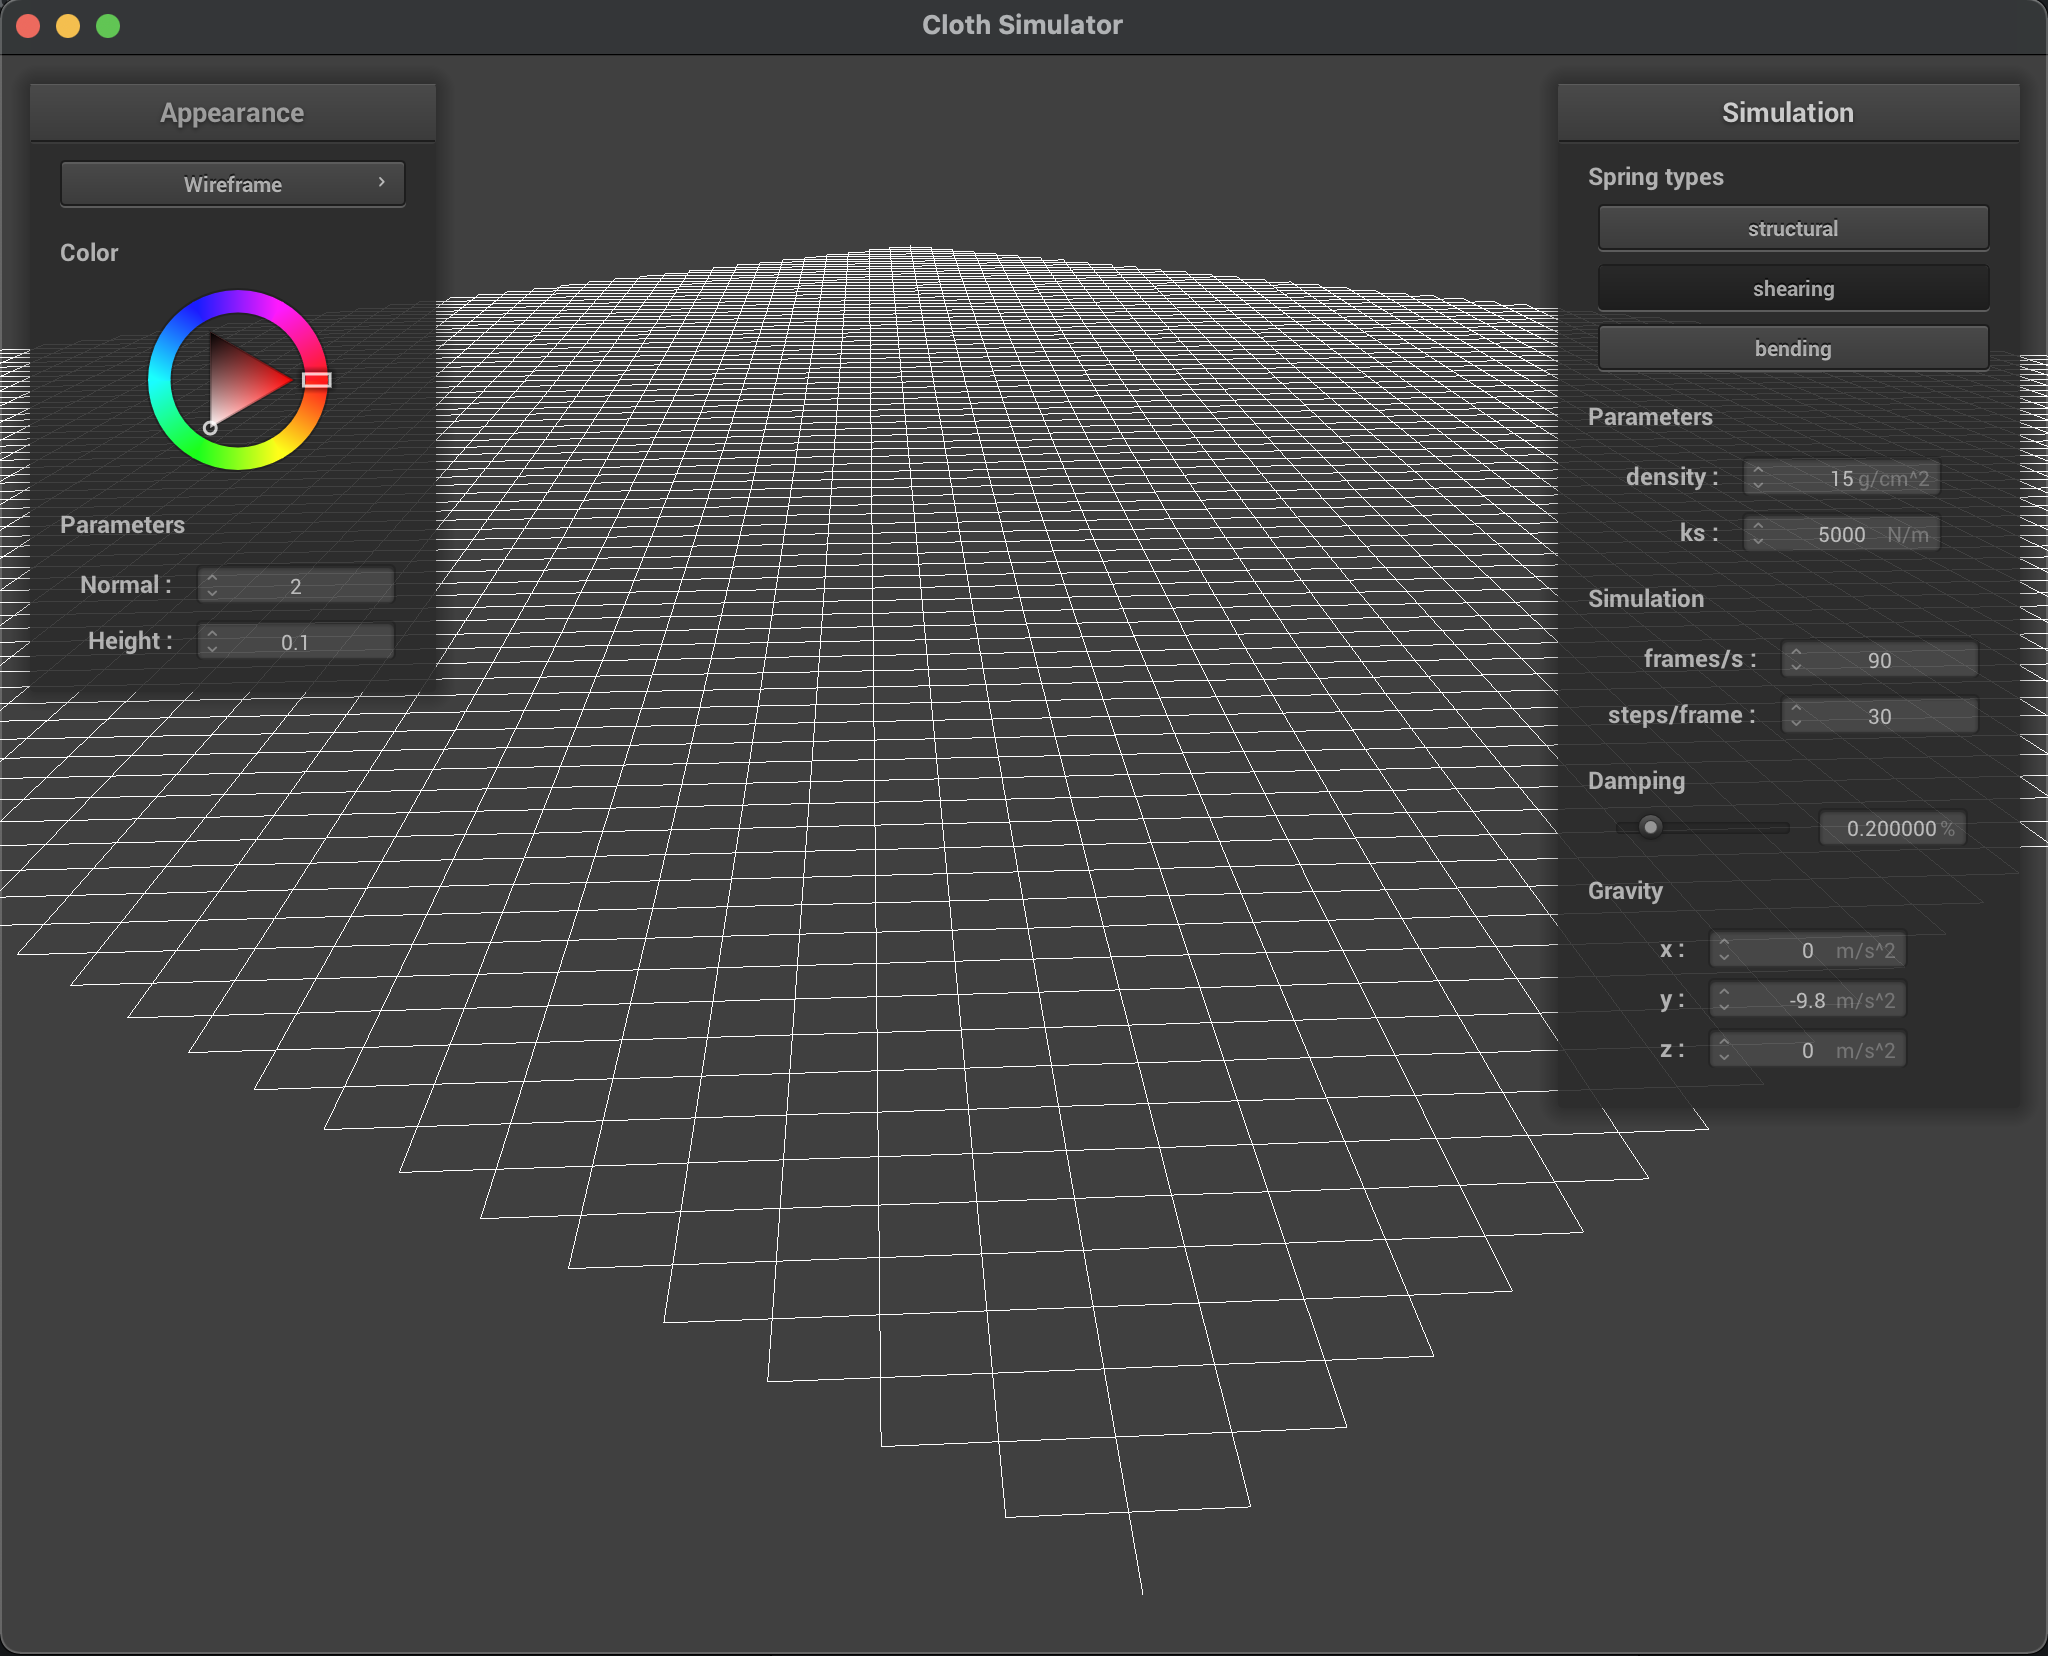 Cloth Simulator
Appearance
Wireframe
Color
Parameters
Normal : 2
Height : 0.1
Simulation
Spring types
structural
shearing
bending
Parameters
density : 15 g/cm^2
ks : 5000 N/m
Simulation
frames/s : 90
steps/frame : 30
Damping
0.200000 %
Gravity
x : 0 m/s^2
y : -9.8 m/s^2
z : 0 m/s^2